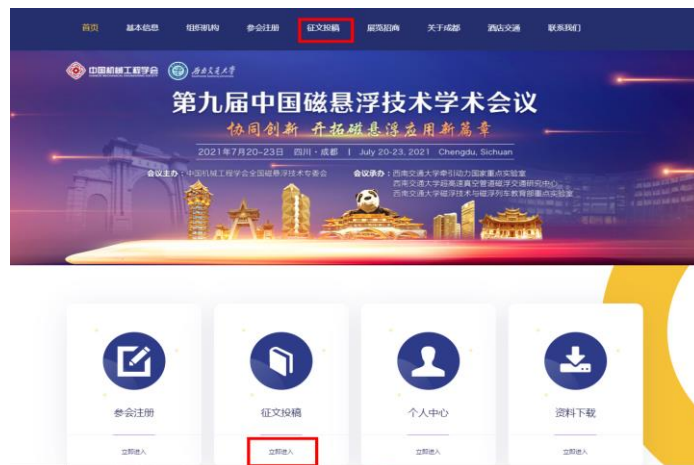 首页 基本信息 组织机构 参会注册 征文投稿 展览招商 关于成都 酒店交通 联系我们
中国机械工程学会 西南交通大学
第九届中国磁悬浮技术学术会议
协同创新 开拓磁悬浮应用新篇章
2021年7月20-23日 四川·成都 | July 20-23, 2021 Chengdu, Sichuan
会议主办：中国机械工程学会全国磁悬浮技术专委会 会议承办：西南交通大学牵引动力国家重点实验室
西南交通大学超高速真空管道磁浮交通研究中心
西南交通大学磁浮技术与磁浮列车教育部重点实验室
参会注册 征文投稿 个人中心 资料下载
立即进入 立即进入 立即进入 立即进入